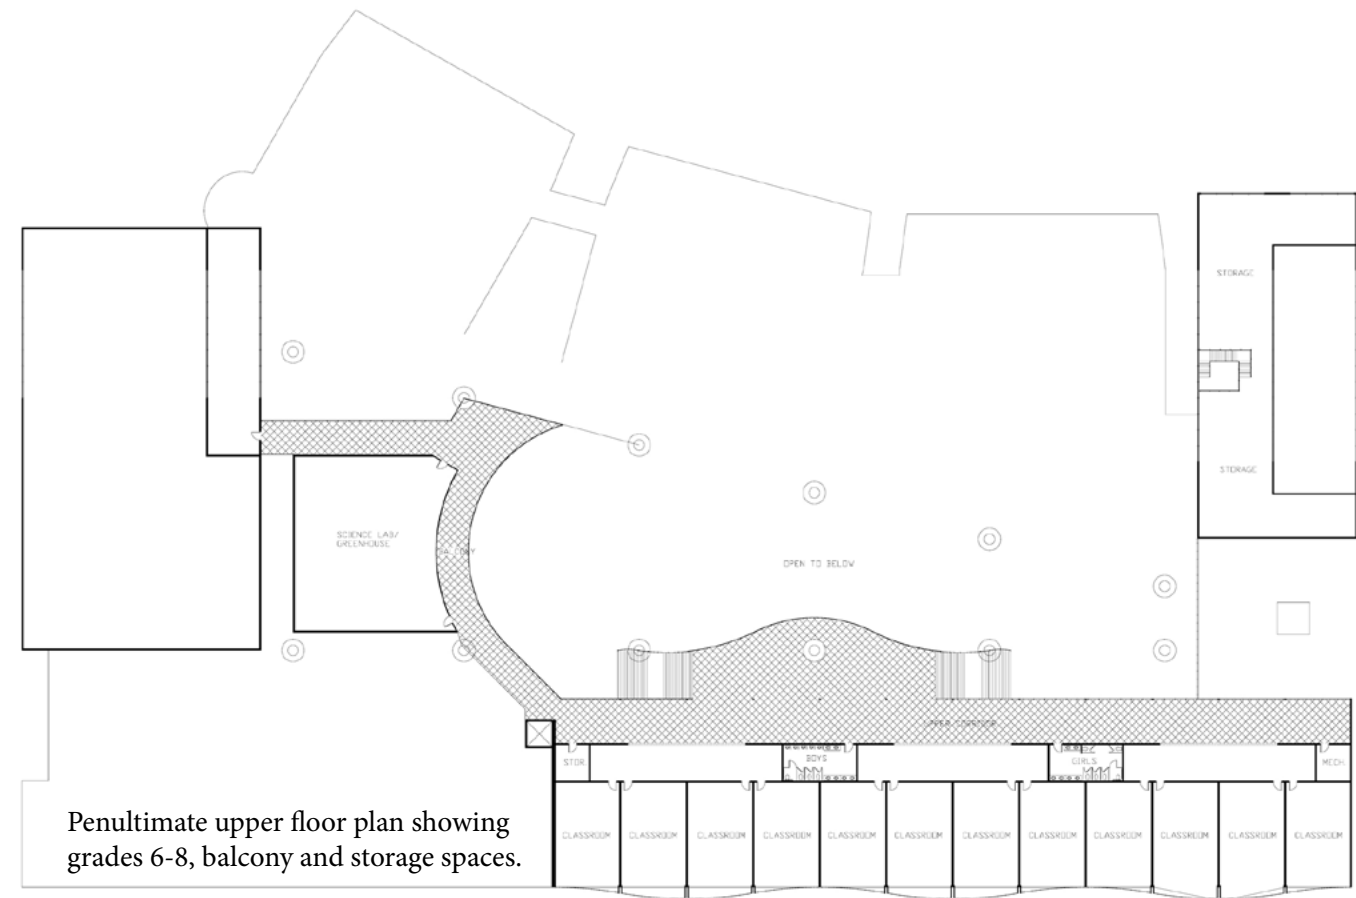 STORAGE
STORAGE
SCIENCE LAB/
GREENHOUSE
BALCONY
OPEN TO BELOW
UPPER CORRIDOR
STOR.
BOYS
GIRLS
MECH.
CLASSROOM CLASSROOM CLASSROOM CLASSROOM CLASSROOM CLASSROOM CLASSROOM CLASSROOM CLASSROOM CLASSROOM CLASSROOM CLASSROOM
Penultimate upper floor plan showing
grades 6-8, balcony and storage spaces.